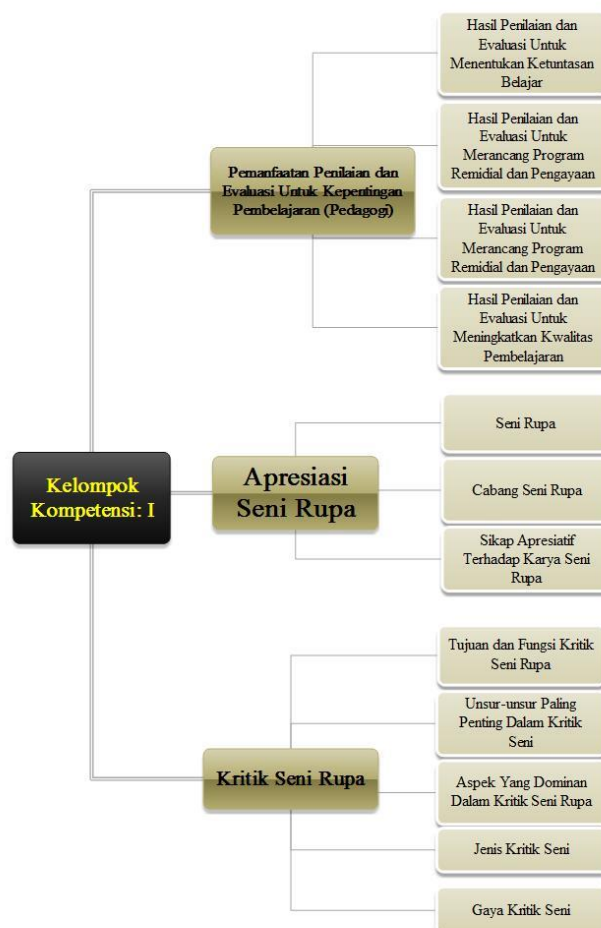 Kelompok
Kompetensi: I
Pemanfaatan Penilaian dan
Evaluasi Untuk Kepentingan
Pembelajaran (Pedagogi)
Hasil Penilaian dan
Evaluasi Untuk
Menentukan Ketuntasan
Belajar
Hasil Penilaian dan
Evaluasi Untuk
Merancang Program
Remidial dan Pengayaan
Hasil Penilaian dan
Evaluasi Untuk
Merancang Program
Remidial dan Pengayaan
Hasil Penilaian dan
Evaluasi Untuk
Meningkatkan Kwalitas
Pembelajaran
Apresiasi
Seni Rupa
Seni Rupa
Cabang Seni Rupa
Sikap Apresiatif
Terhadap Karya Seni
Rupa
Kritik Seni Rupa
Tujuan dan Fungsi Kritik
Seni Rupa
Unsur-unsur Paling
Penting Dalam Kritik
Seni
Aspek Yang Dominan
Dalam Kritik Seni Rupa
Jenis Kritik Seni
Gaya Kritik Seni